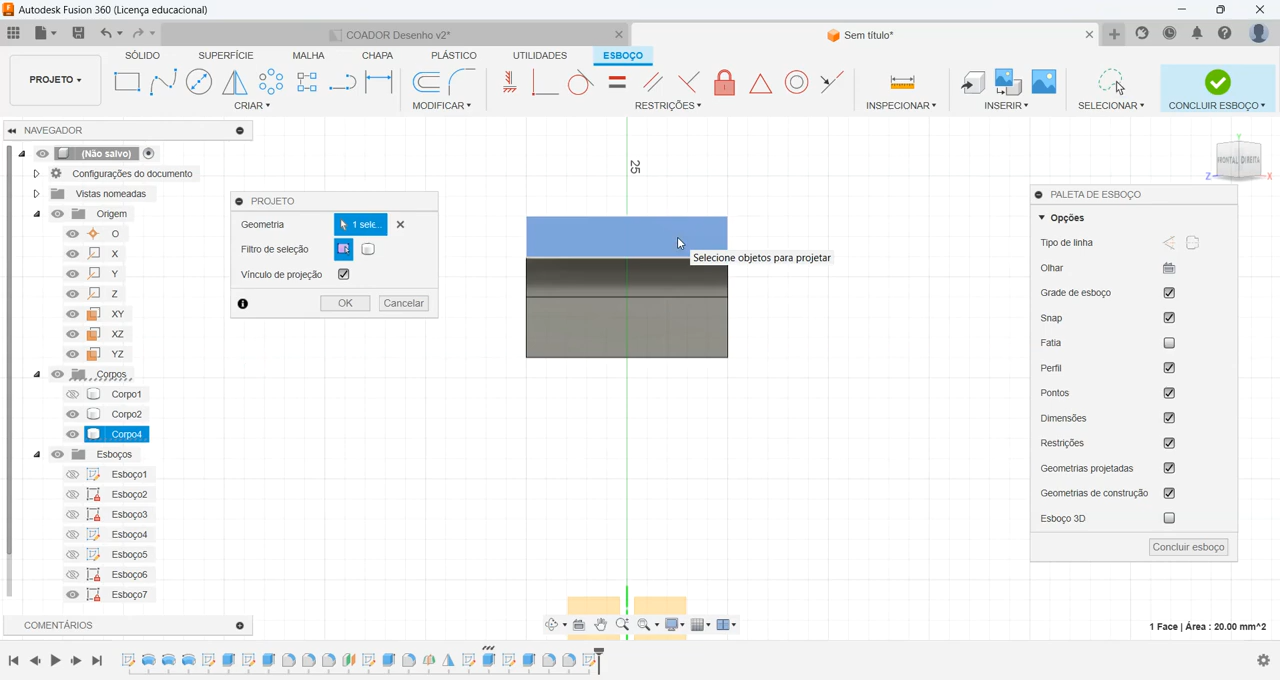 Autodesk Fusion 360 (Licença educacional)
COADOR Desenho v2*
Sem título*
SÓLIDO
SUPERFÍCIE
MALHA
CHAPA
PLÁSTICO
UTILIDADES
ESBOÇO
PROJETO
CRIAR
MODIFICAR
RESTRIÇÕES
INSPECIONAR
INSERIR
SELECIONAR
CONCLUIR ESBOÇO
NAVEGADOR
(Não salvo)
Configurações do documento
Vistas nomeadas
Origem
O
X
Y
Z
XY
XZ
YZ
Corpos
Corpo1
Corpo2
Corpo4
Esboços
Esboço1
Esboço2
Esboço3
Esboço4
Esboço5
Esboço6
Esboço7
COMENTÁRIOS
PROJETO
Geometria
1 sele...
Filtro de seleção
Vínculo de projeção
OK
Cancelar
25
Selecione objetos para projetar
Y
FRONTAL
DIREITA
Z
X
PALETA DE ESBOÇO
Opções
Tipo de linha
Olhar
Grade de esboço
Snap
Fatia
Perfil
Pontos
Dimensões
Restrições
Geometrias projetadas
Geometrias de construção
Esboço 3D
Concluir esboço
1 Face | Área : 20.00 mm^2